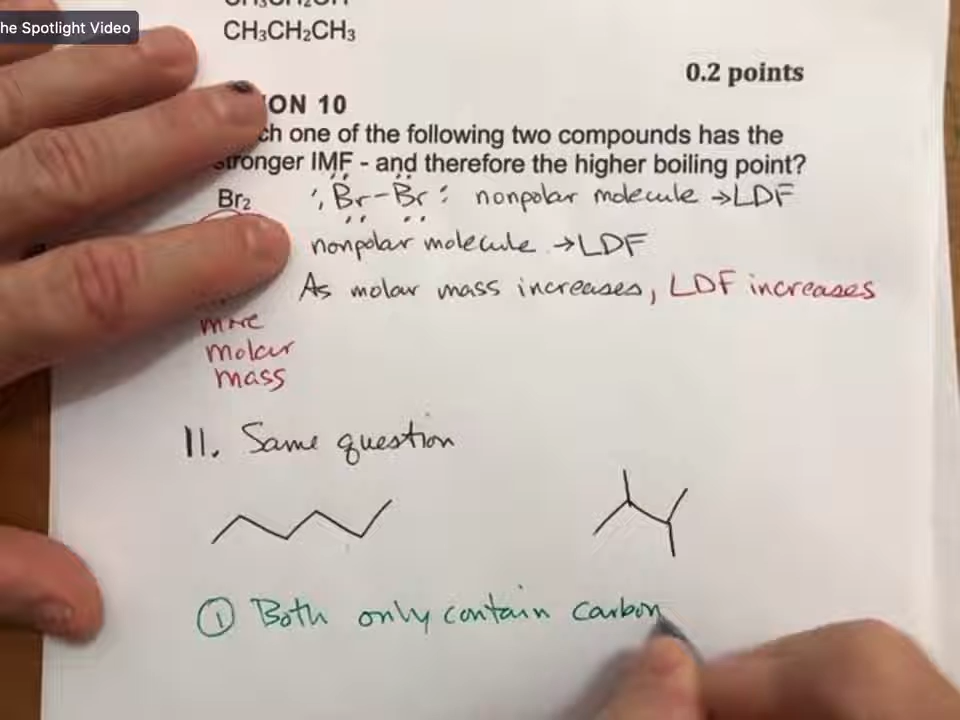 he Spotlight Video
CH₃CH₂CH₃
0.2 points
ON 10
ch one of the following two compounds has the
stronger IMF - and therefore the higher boiling point?
Br₂ :Br-Br: nonpolar molecule →LDF
nonpolar molecule →LDF
As molar mass increases, LDF increases
more
molar
mass
11. Same question
① Both only contain carbon